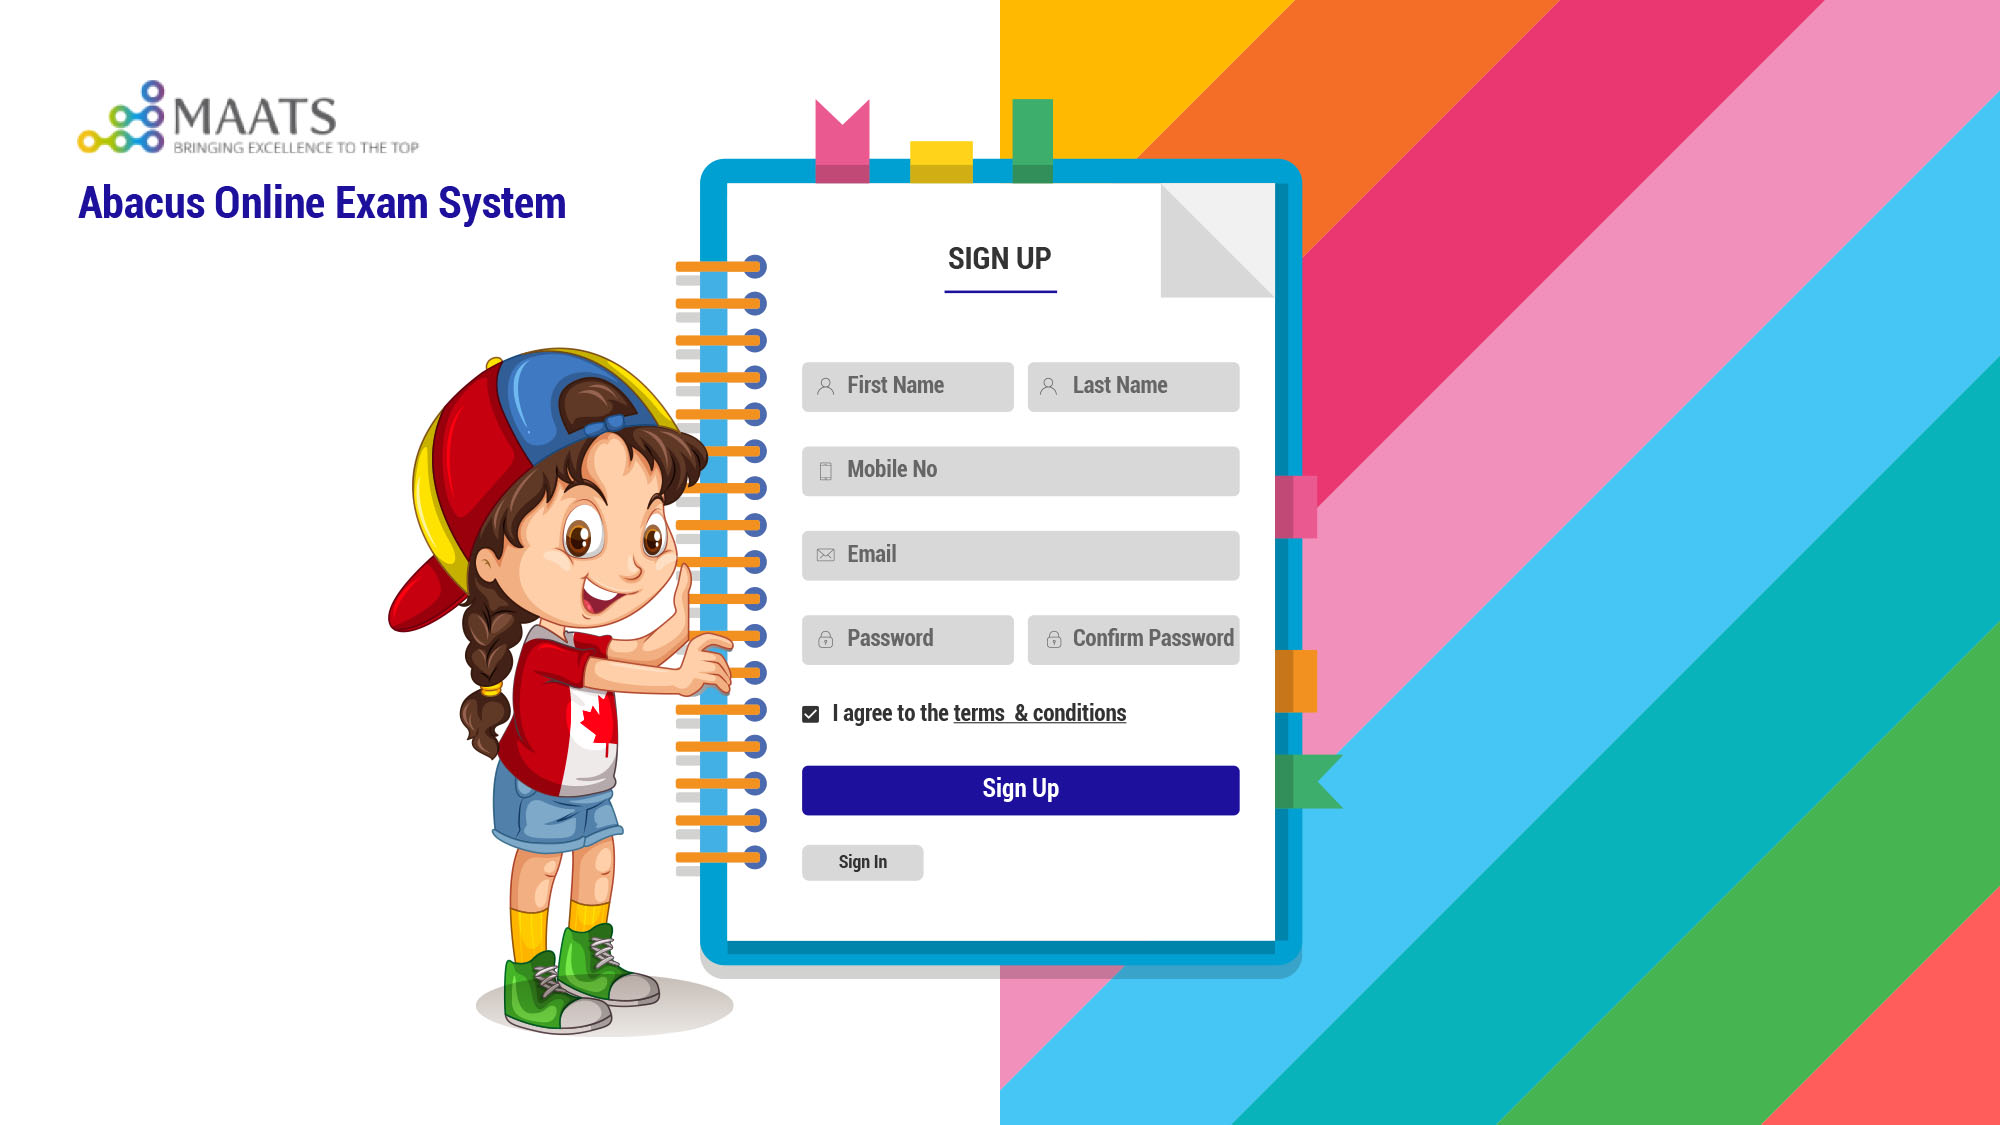 MAATS
BRINGING EXCELLENCE TO THE TOP
Abacus Online Exam System
SIGN UP
First Name
Last Name
Mobile No
Email
Password
Confirm Password
I agree to the terms & conditions
Sign Up
Sign In